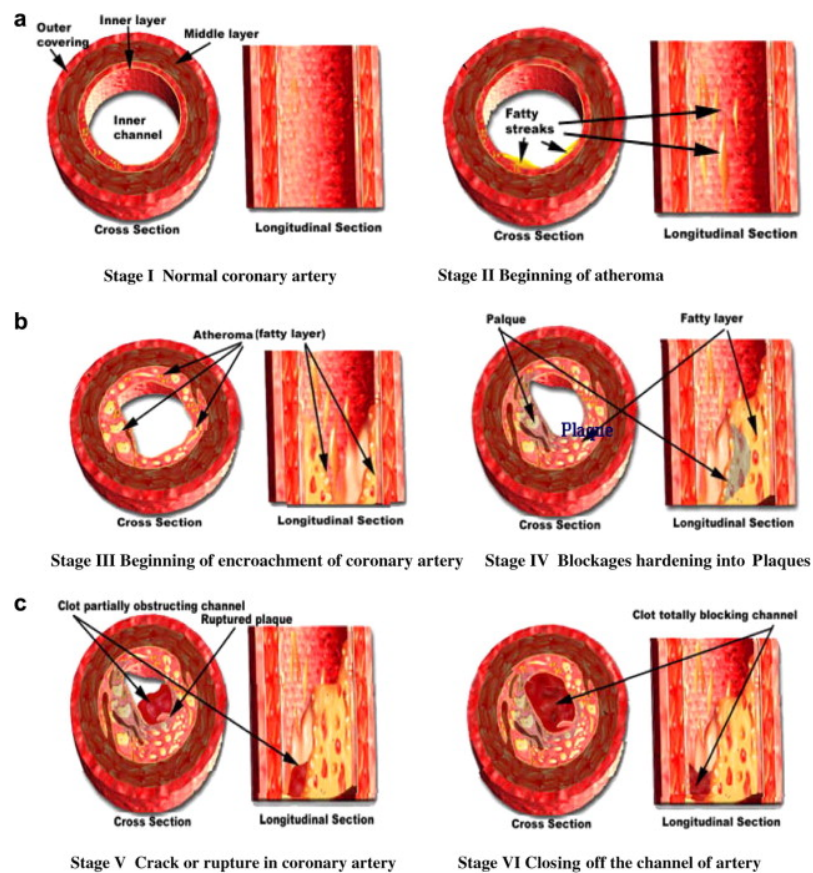 a
Outer
covering
Inner layer
Middle layer
Inner
channel
Cross Section
Longitudinal Section
Stage I Normal coronary artery
Fatty
streaks
Cross Section
Longitudinal Section
Stage II Beginning of atheroma
b
Atheroma (fatty layer)
Cross Section
Longitudinal Section
Stage III Beginning of encroachment of coronary artery
Palque
Fatty layer
Plaque
Cross Section
Longitudinal Section
Stage IV Blockages hardening into Plaques
c
Clot partially obstructing channel
Ruptured plaque
Cross Section
Longitudinal Section
Stage V Crack or rupture in coronary artery
Clot totally blocking channel
Cross Section
Longitudinal Section
Stage VI Closing off the channel of artery